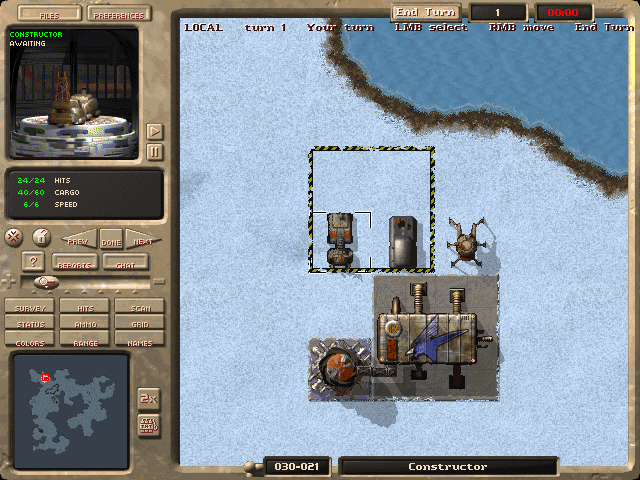 FILES PREFERENCES End Turn 1 00:00
LOCAL turn 1 Your turn LMB select RMB move End Turn
CONSTRUCTOR
AWAITING
24/24 HITS
40/60 CARGO
6/6 SPEED
PREV DONE NEXT
? REPORTS CHAT
SURVEY HITS SCAN
STATUS AMMO GRID
COLORS RANGE NAMES
2x
030-021 Constructor